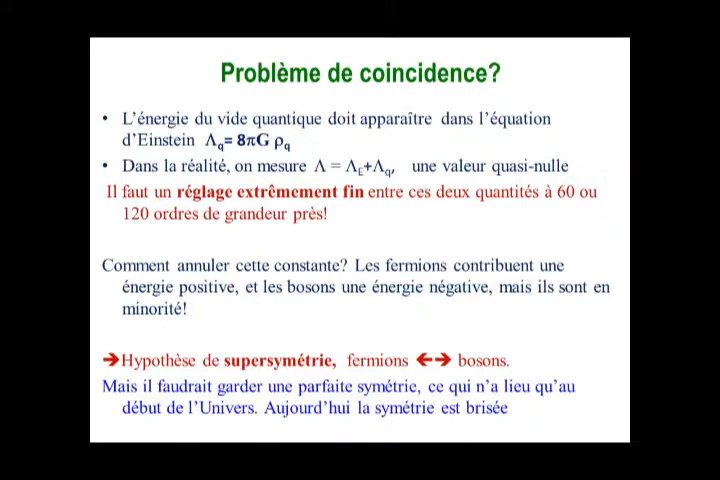 Problème de coincidence?
• L’énergie du vide quantique doit apparaître dans l’équation
d’Einstein Λq= 8πG ρq
• Dans la réalité, on mesure Λ = ΛE+Λq, une valeur quasi-nulle
Il faut un réglage extrêmement fin entre ces deux quantités à 60 ou
120 ordres de grandeur près!
Comment annuler cette constante? Les fermions contribuent une
énergie positive, et les bosons une énergie négative, mais ils sont en
minorité!
➔Hypothèse de supersymétrie, fermions ←→ bosons.
Mais il faudrait garder une parfaite symétrie, ce qui n’a lieu qu’au
début de l’Univers. Aujourd’hui la symétrie est brisée